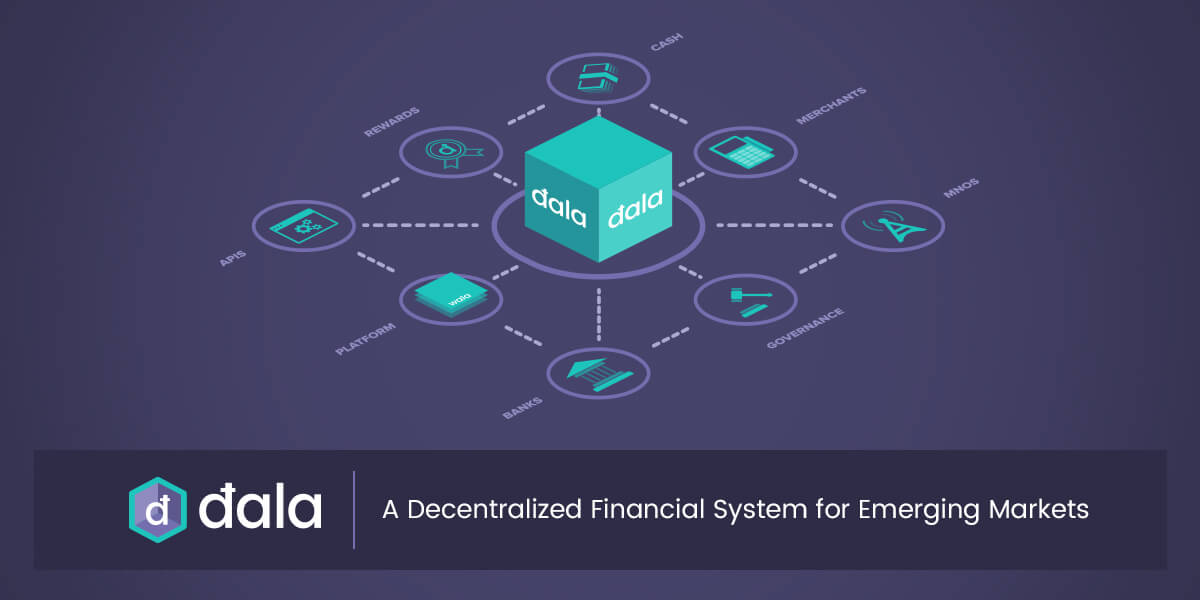 CASH
REWARDS
MERCHANTS
đ
đala
đala
MNOS
APIS
wala
PLATFORM
GOVERNANCE
BANKS
đ
đala
A Decentralized Financial System for Emerging Markets